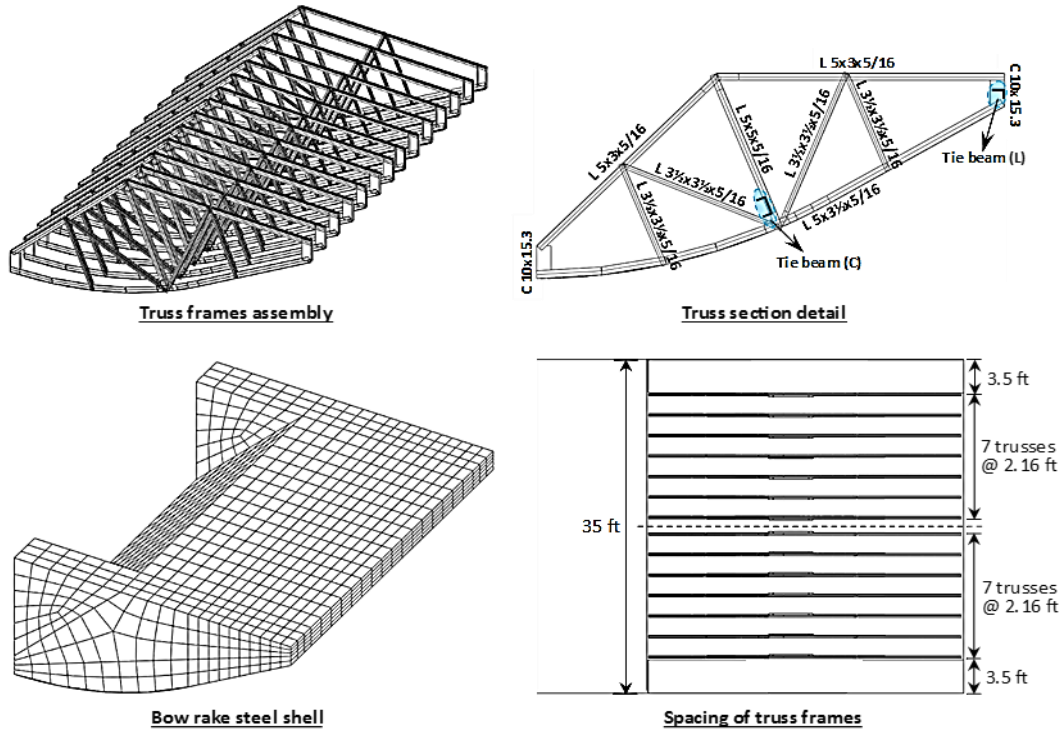 L 5x3x5/16
C 10x15.3
L 5x3x5/16
L 5x5x5/16
L 3½x3½x5/16
L 3½x3½x5/16
Tie beam (L)
L 3½x3½x5/16
L 3½x3½x5/16
L 5x3½x5/16
C 10x15.3
Tie beam (C)
Truss frames assembly
Truss section detail
3.5 ft
7 trusses
@ 2.16 ft
35 ft
7 trusses
@ 2.16 ft
3.5 ft
Bow rake steel shell
Spacing of truss frames